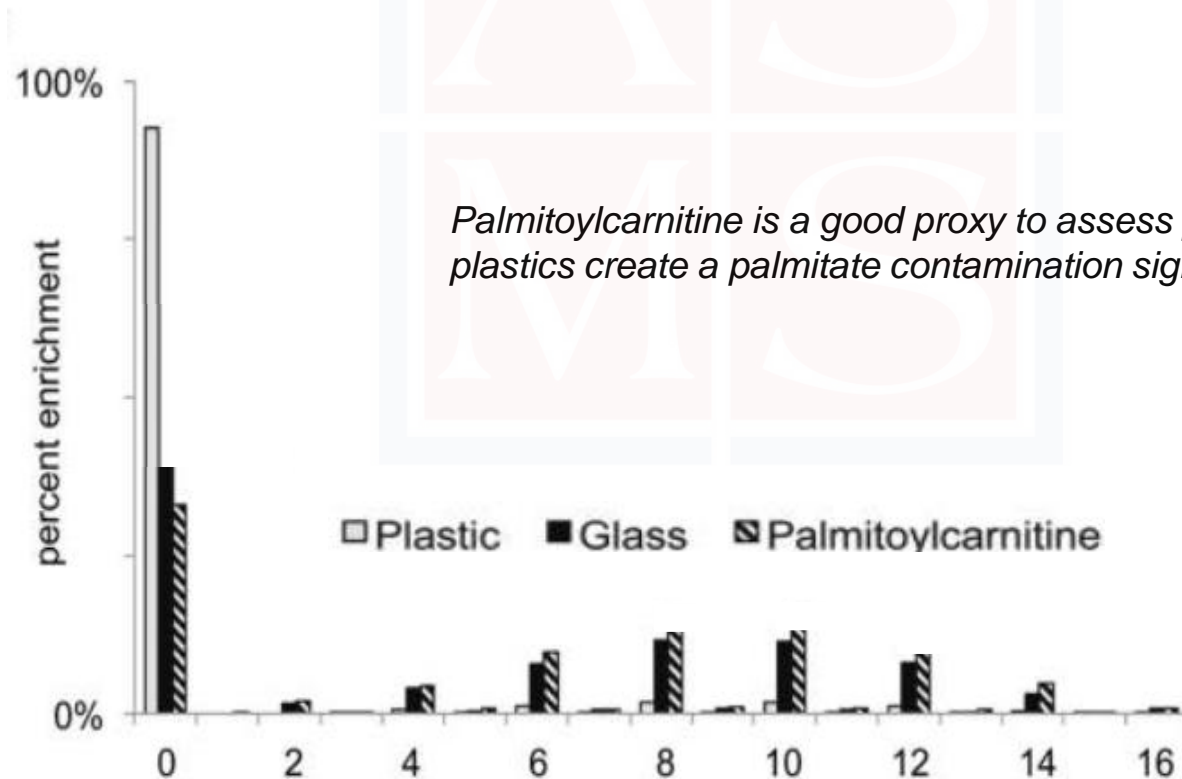 A S
M S
100%
Palmitoylcarnitine is a good proxy to assess
plastics create a palmitate contamination
percent enrichment
Plastic Glass Palmitoylcarnitine
0%
0 2 4 6 8 10 12 14 16